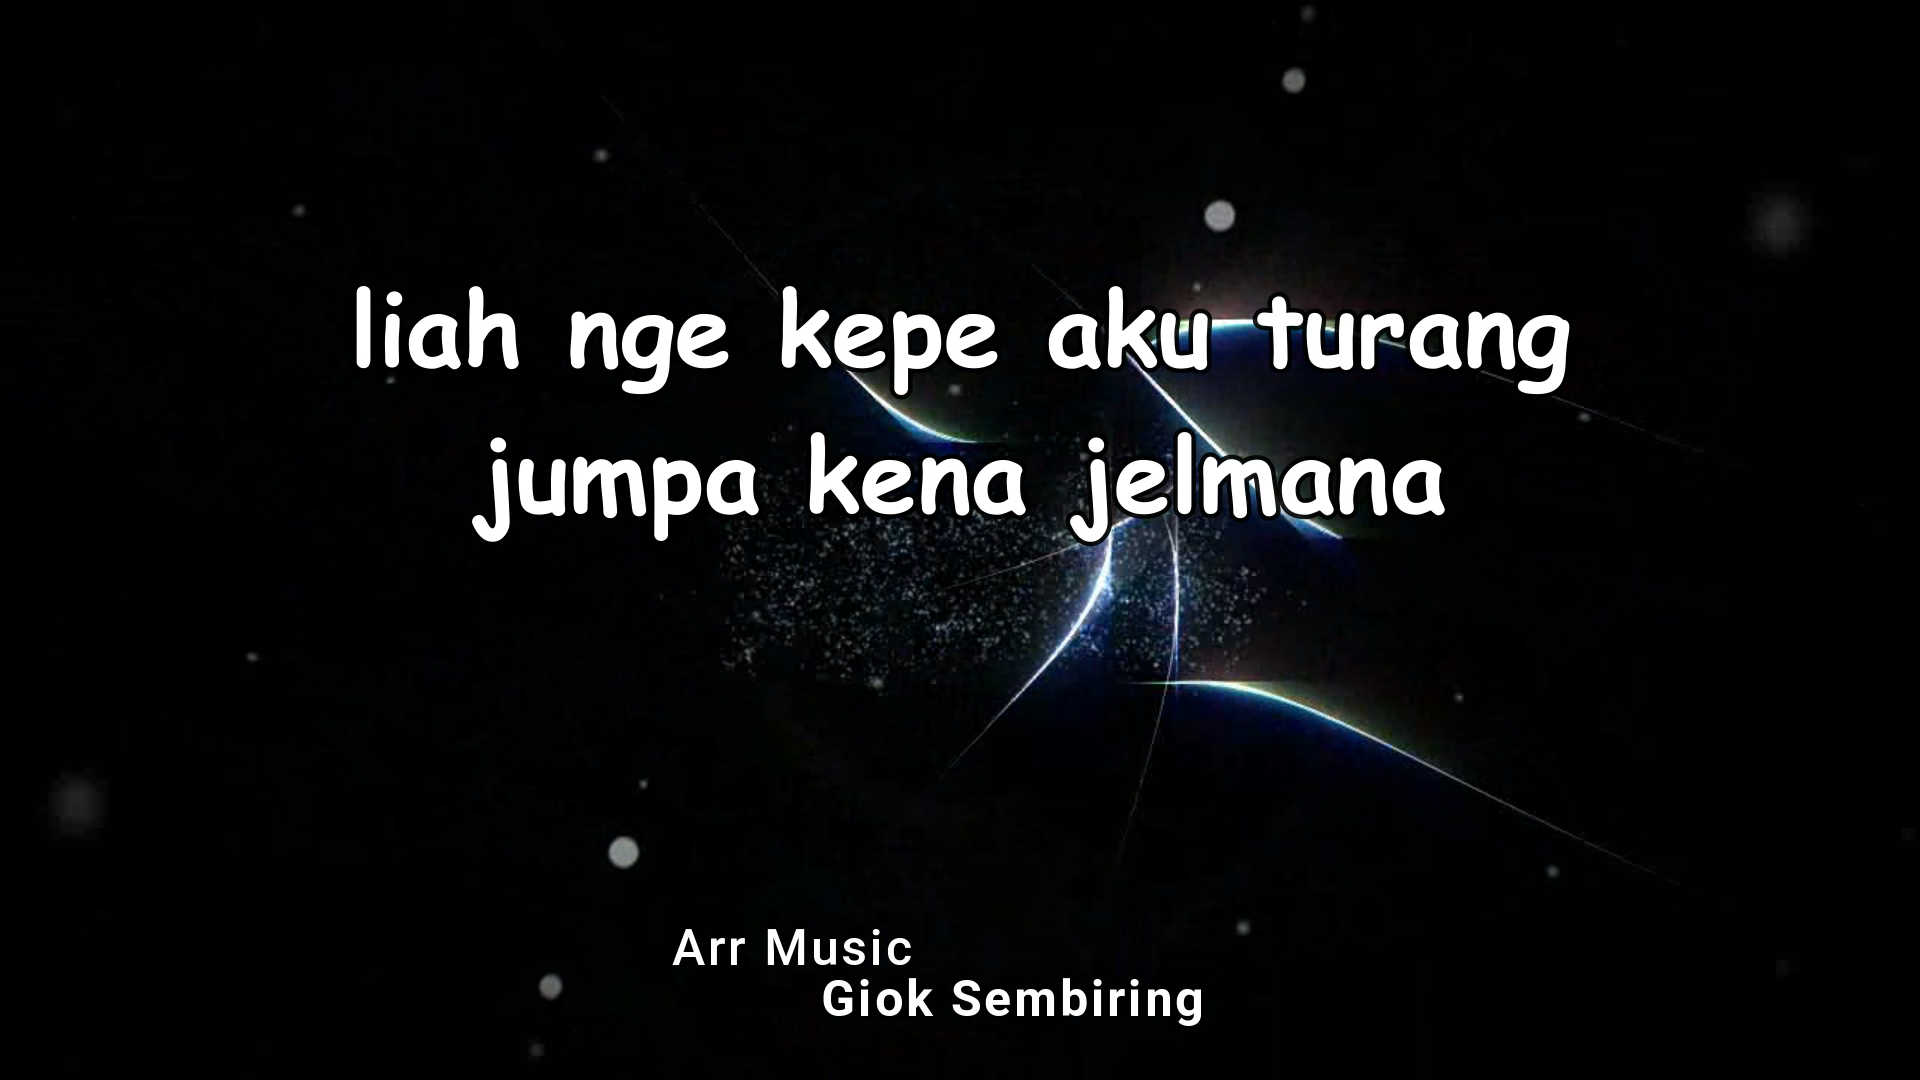 liah nge kepe aku turang
jumpa kena jelmana
Arr Music
Giok Sembiring